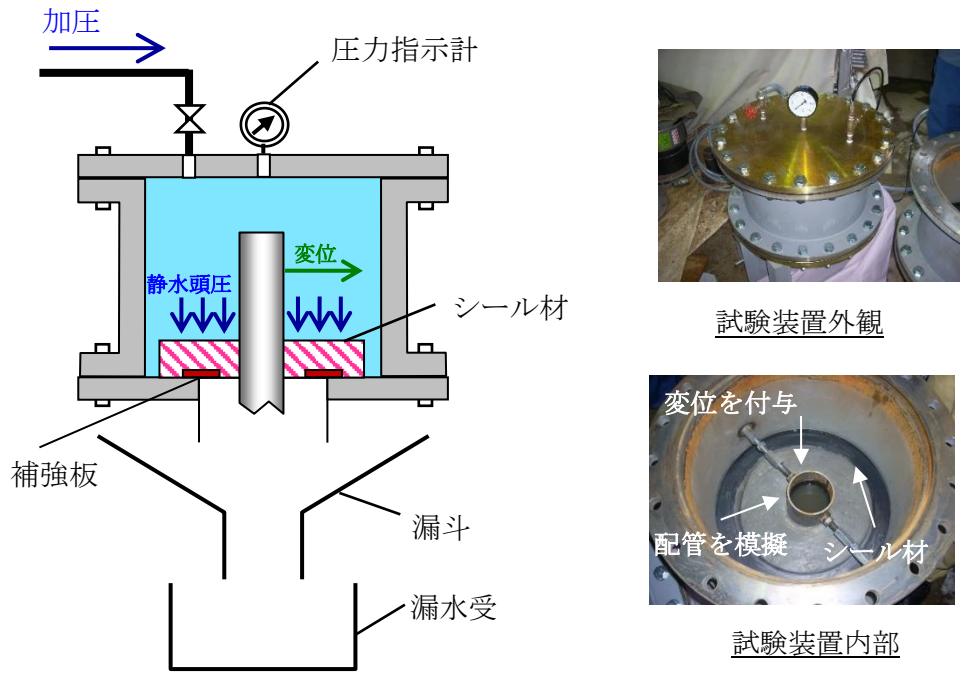 加圧
圧力指示計
変位
静水頭圧
シール材
補強板
漏斗
漏水受
試験装置外観
変位を付与
配管を模擬
シール材
試験装置内部